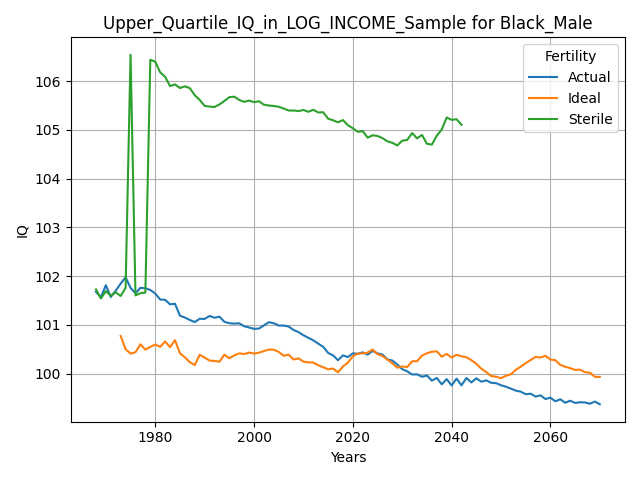 Upper_Quartile_IQ_in_LOG_INCOME_Sample for Black_Male
Fertility
Actual
Ideal
Sterile
106
105
104
103
102
101
100
IQ
1980
2000
2020
2040
2060
Years